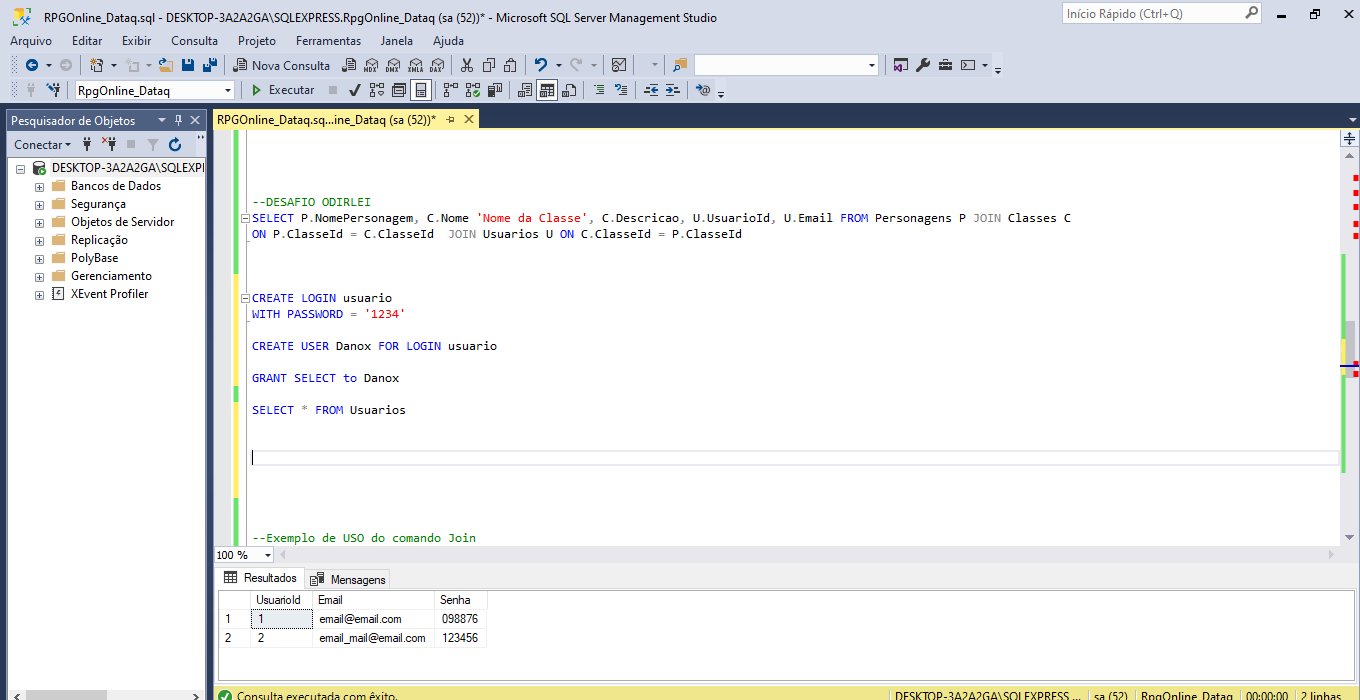 RPGOnline_Dataq.sql - DESKTOP-3A2A2GA\SQLEXPRESS.RpgOnline_Dataq (sa (52))* - Microsoft SQL Server Management Studio
Início Rápido (Ctrl+Q)
Arquivo Editar Exibir Consulta Projeto Ferramentas Janela Ajuda
Nova Consulta MDX DMX XMLA DAX
RpgOnline_Dataq Executar
Pesquisador de Objetos
RPGOnline_Dataq.sq...ine_Dataq (sa (52))*
Conectar
DESKTOP-3A2A2GA\SQLEXPI
Bancos de Dados
Segurança
Objetos de Servidor
Replicação
PolyBase
Gerenciamento
XEvent Profiler
--DESAFIO ODIRLEI
SELECT P.NomePersonagem, C.Nome 'Nome da Classe', C.Descricao, U.UsuarioId, U.Email FROM Personagens P JOIN Classes C
ON P.ClasseId = C.ClasseId  JOIN Usuarios U ON C.ClasseId = P.ClasseId
CREATE LOGIN usuario
WITH PASSWORD = '1234'
CREATE USER Danox FOR LOGIN usuario
GRANT SELECT to Danox
SELECT * FROM Usuarios
--Exemplo de USO do comando Join
100 %
Resultados Mensagens
UsuarioId Email Senha
1 1 email@email.com 098876
2 2 email_mail@email.com 123456
Consulta executada com êxito. DESKTOP-3A2A2GA\SQLEXPRESS ... sa (52) RpgOnline_Dataq 00:00:00 2 linhas